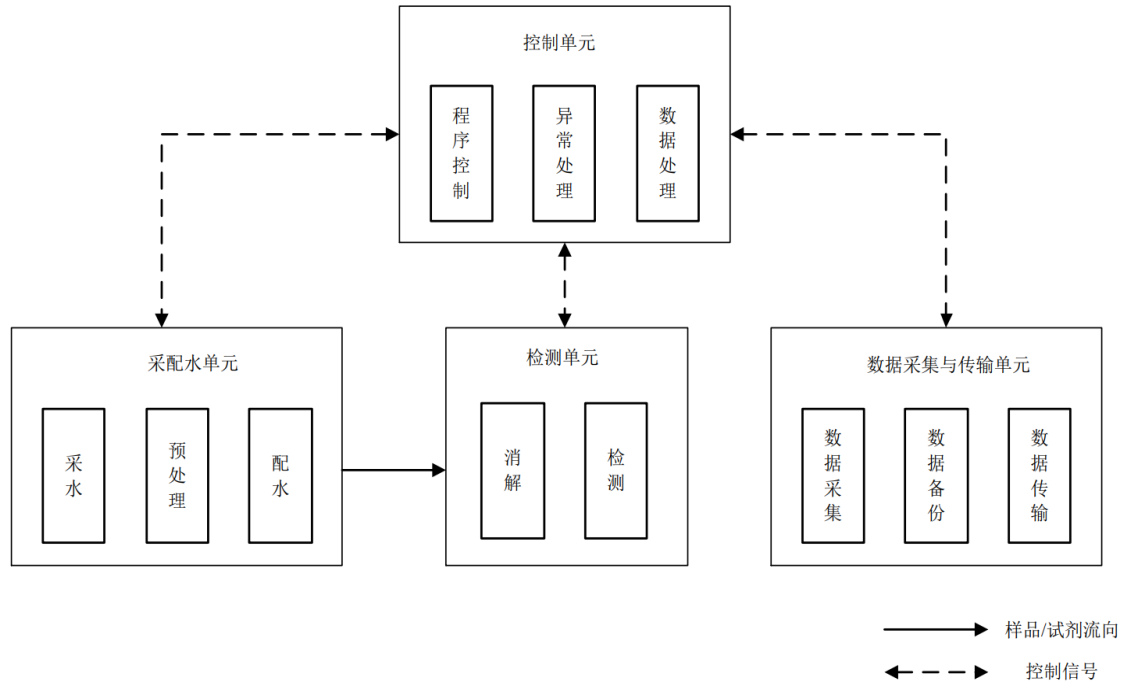 控制单元
程序控制
异常处理
数据处理
采配水单元
采水
预处理
配水
检测单元
消解
检测
数据采集与传输单元
数据采集
数据备份
数据传输
样品/试剂流向
控制信号